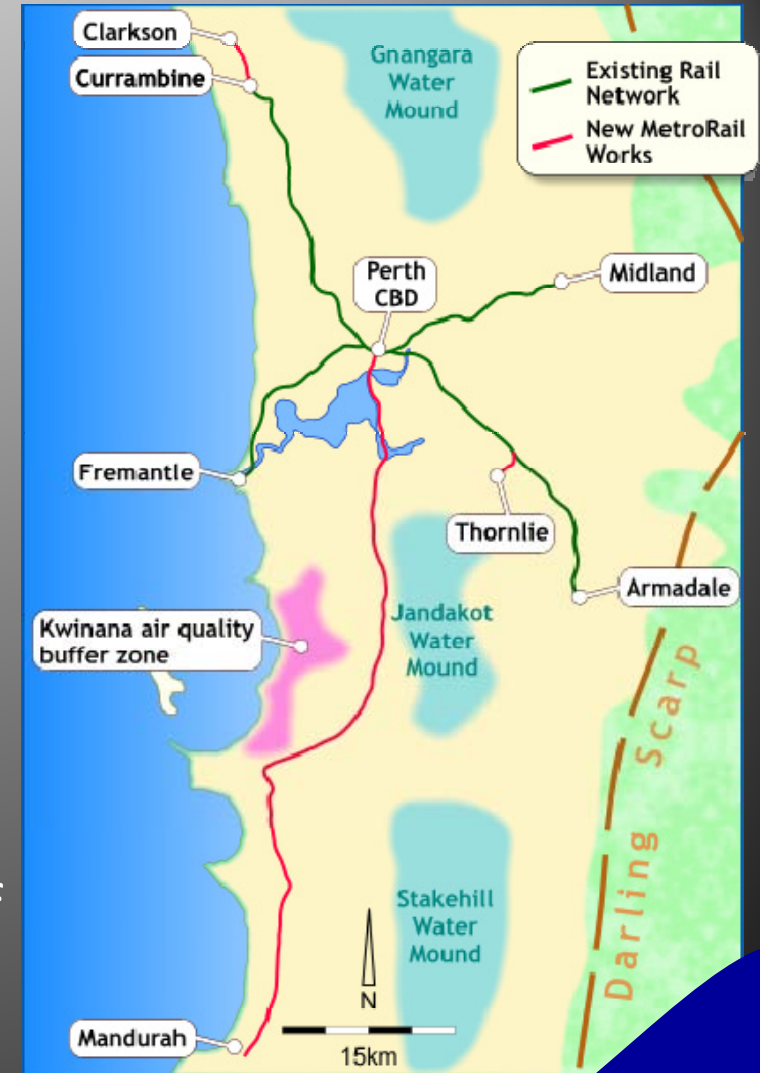 Clarkson
Currambine
Gnangara
Water
Mound
Existing Rail
Network
New MetroRail
Works
Perth
CBD
Midland
Fremantle
Thornlie
Armadale
Kwinana air quality
buffer zone
Jandakot
Water
Mound
Darling Scarp
Stakehill
Water
Mound
N
Mandurah
15km